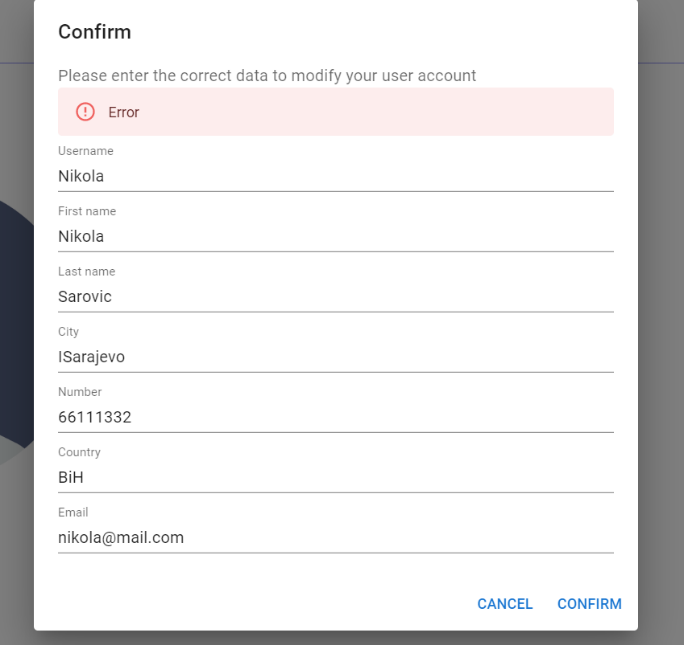 Confirm
Please enter the correct data to modify your user account
Error
Username
Nikola
First name
Nikola
Last name
Sarovic
City
ISarajevo
Number
66111332
Country
BiH
Email
nikola@mail.com
CANCEL CONFIRM